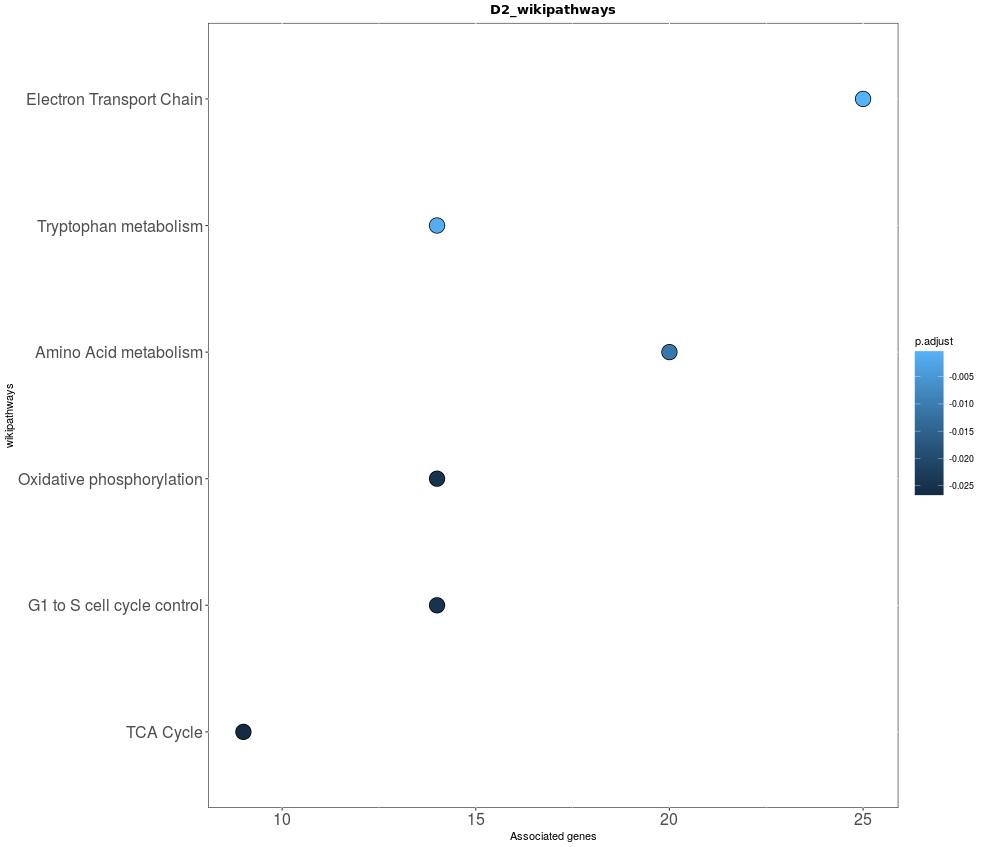 D2_wikipathways
Electron Transport Chain
Tryptophan metabolism
Amino Acid metabolism
Oxidative phosphorylation
G1 to S cell cycle control
TCA Cycle
wikipathways
10 15 20 25
Associated genes
p.adjust
-0.005
-0.010
-0.015
-0.020
-0.025